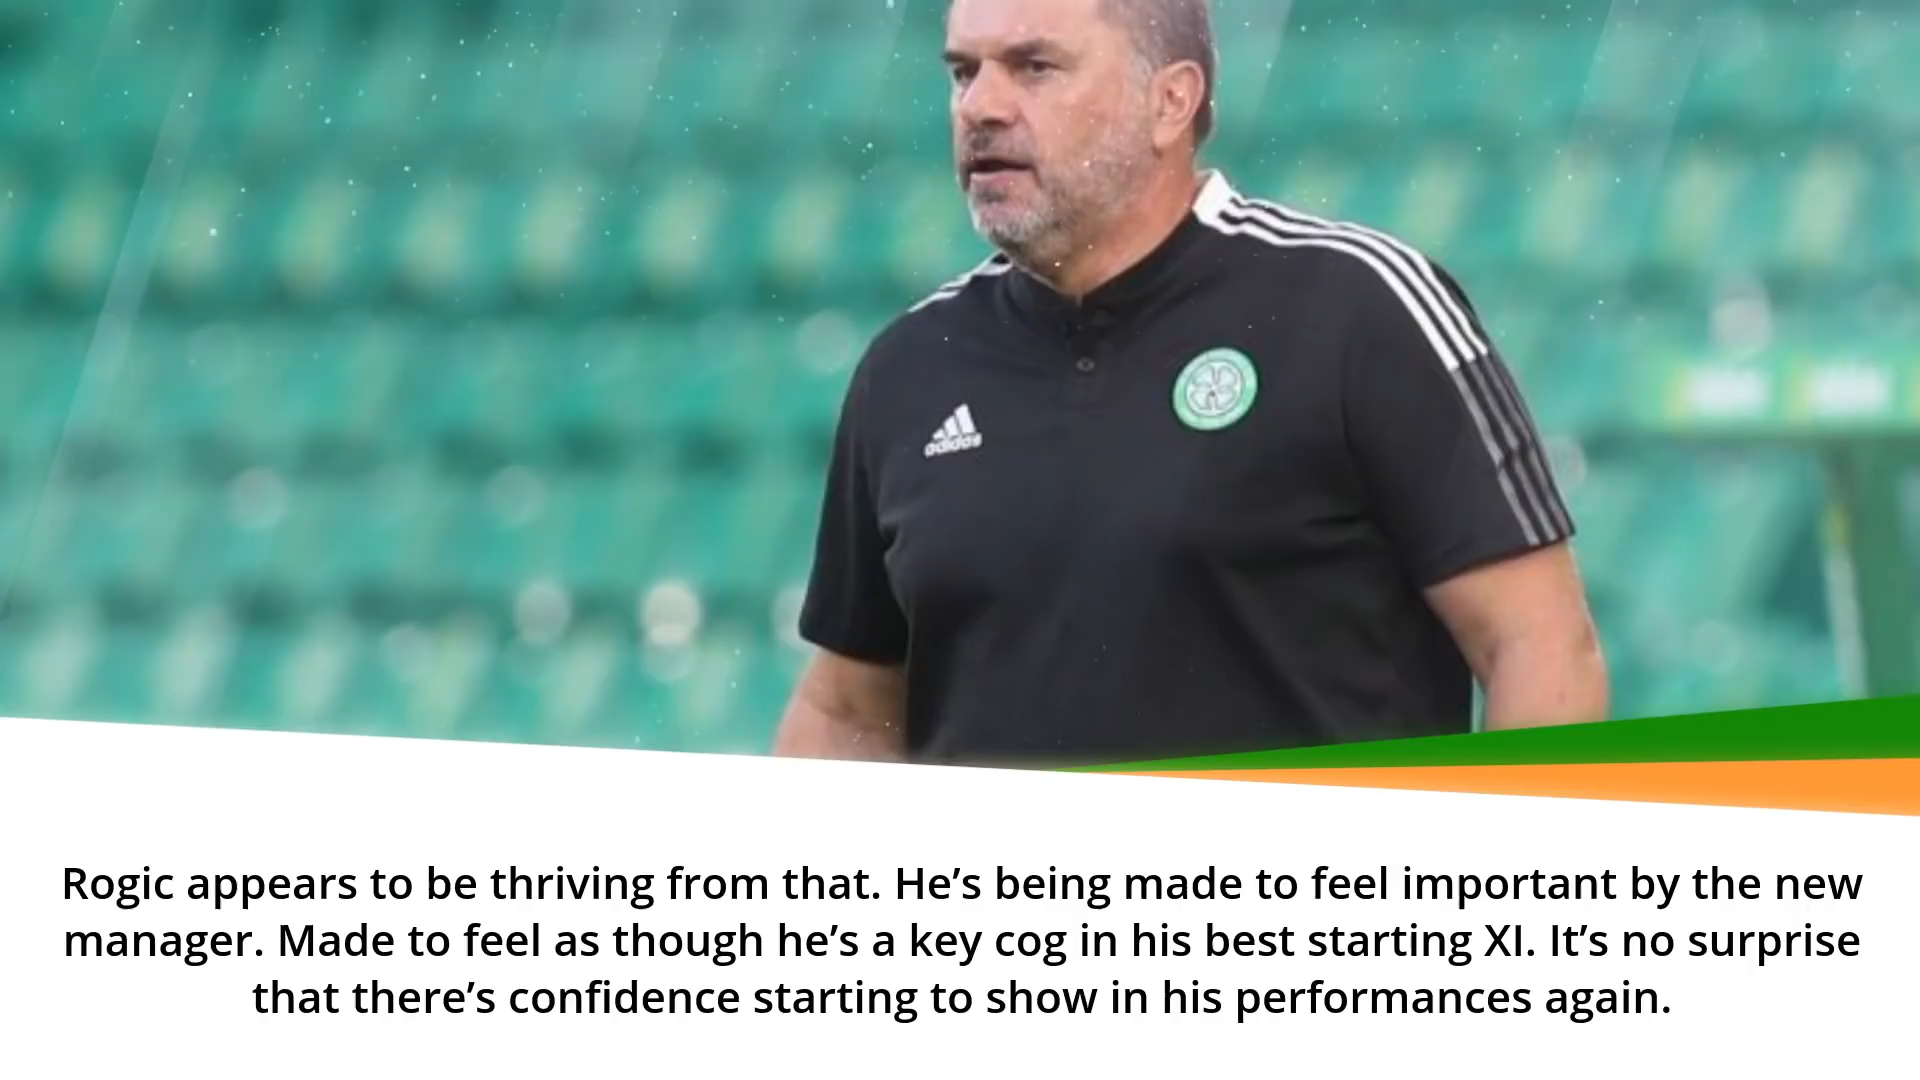 adidas
Rogic appears to be thriving from that. He’s being made to feel important by the new
manager. Made to feel as though he’s a key cog in his best starting XI. It’s no surprise
that there’s confidence starting to show in his performances again.